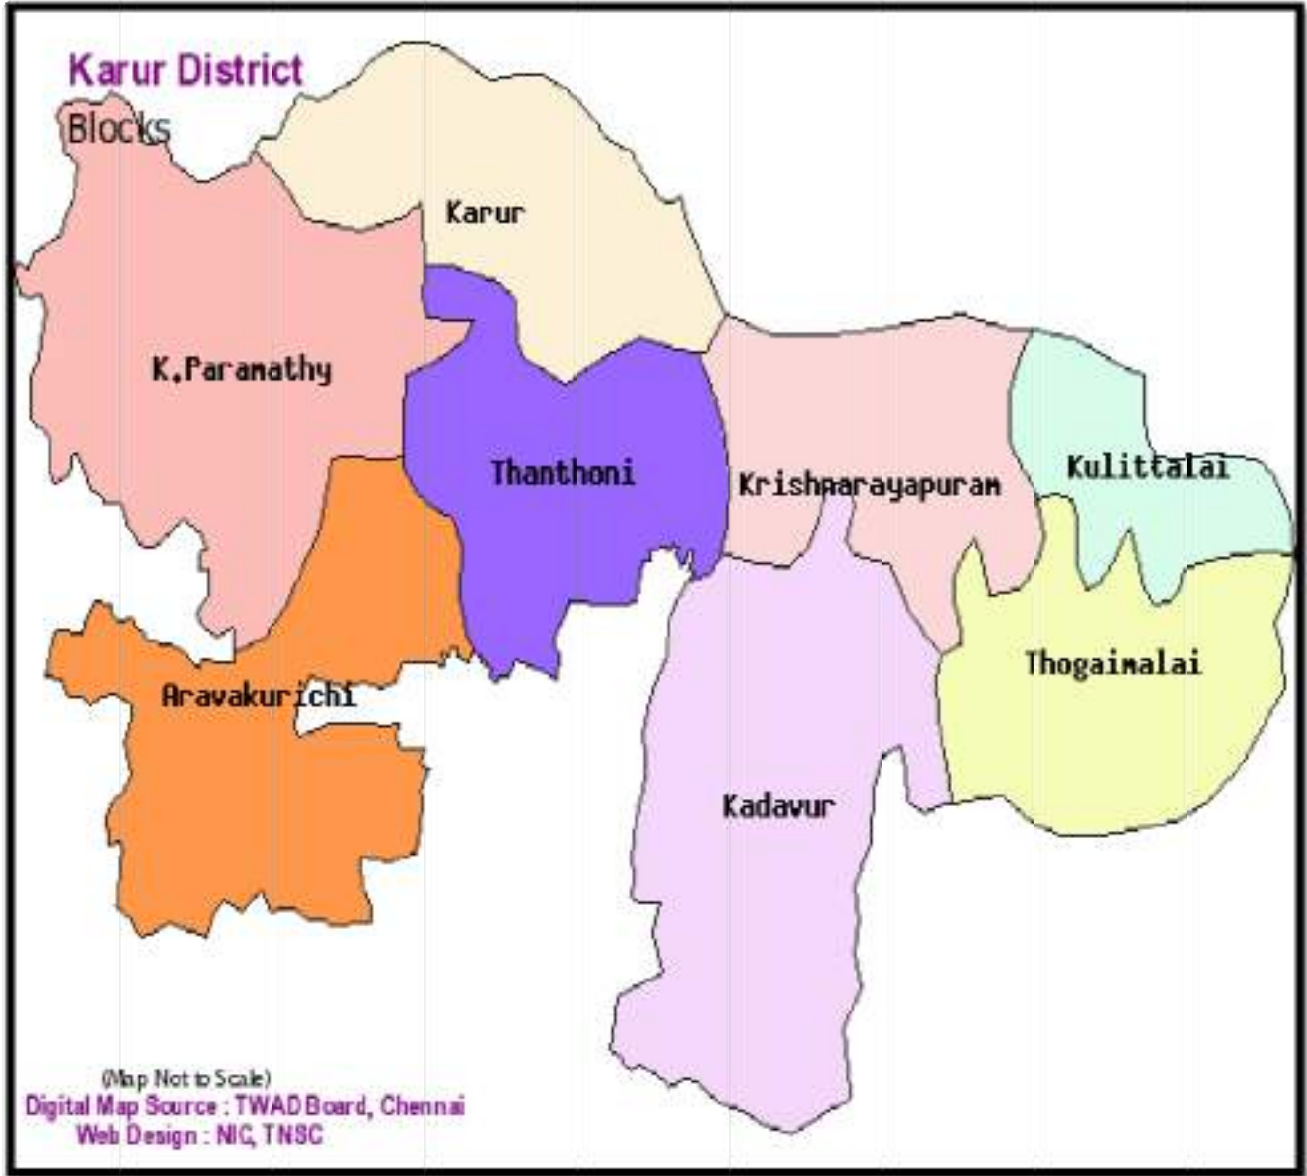 Karur District
Blocks
Karur
K.Paramathy
Thanthoni
Krishnarayapuram
Kulittalai
Thogaimalai
Aravakurichi
Kadavur
(Map Not to Scale)
Digital Map Source : TWAD Board, Chennai
Web Design : NIC, TNSC